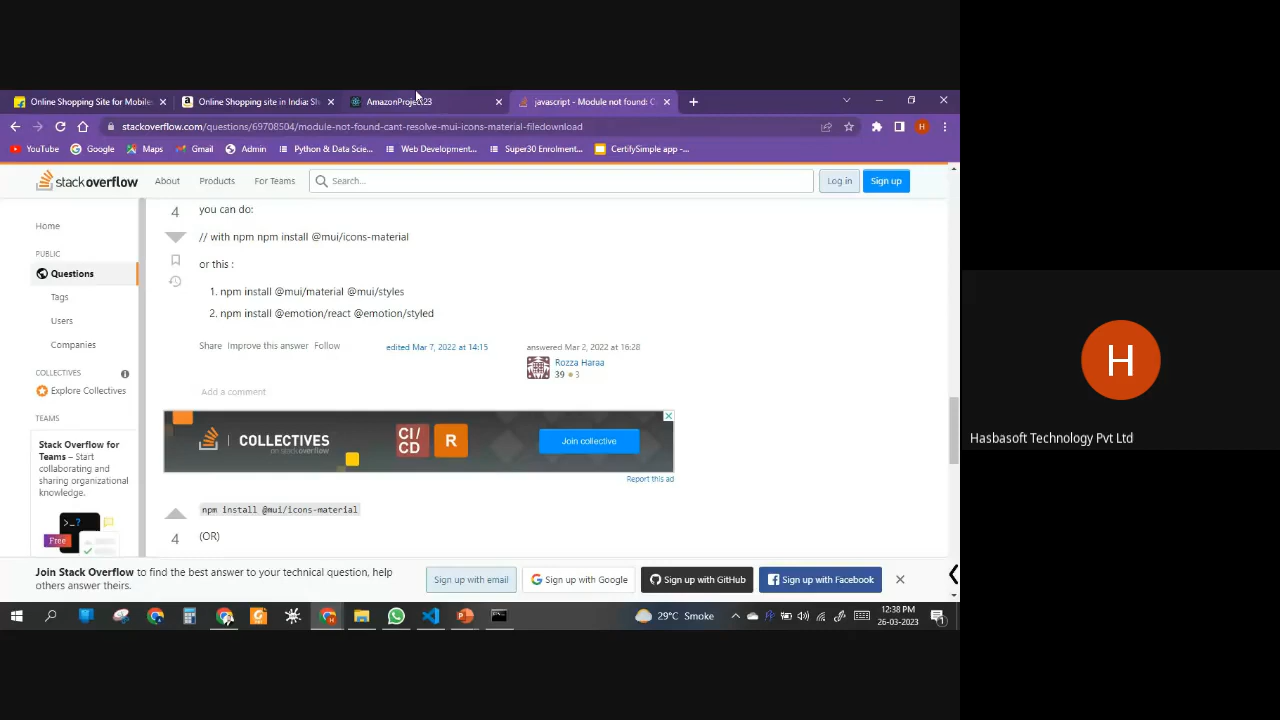 Online Shopping Site for Mobile
Online Shopping site in India: Sh
AmazonProject23
javascript - Module not found: C
stackoverflow.com/questions/69708504/module-not-found-cant-resolve-mui-icons-material-filedownload
H
YouTube
Google
Maps
Gmail
Admin
Python & Data Scie...
Web Development...
Super30 Enrolment...
CertifySimple app -...
stackoverflow
About
Products
For Teams
Search...
Log in
Sign up
Home
PUBLIC
Questions
Tags
Users
Companies
COLLECTIVES
Explore Collectives
TEAMS
Stack Overflow for
Teams – Start
collaborating and
sharing organizational
knowledge.
>_?
Free
4
you can do:
// with npm npm install @mui/icons-material
or this :
1. npm install @mui/material @mui/styles
2. npm install @emotion/react @emotion/styled
Share Improve this answer Follow
edited Mar 7, 2022 at 14:15
answered Mar 2, 2022 at 16:28
Rozza Haraa
39 3
Add a comment
COLLECTIVES
on stackoverflow
CI/
CD
R
Join collective
Report this ad
npm install @mui/icons-material
4
(OR)
Join Stack Overflow to find the best answer to your technical question, help
others answer theirs.
Sign up with email
Sign up with Google
Sign up with GitHub
Sign up with Facebook
29°C Smoke
12:38 PM
26-03-2023
1
H
Hasbasoft Technology Pvt Ltd